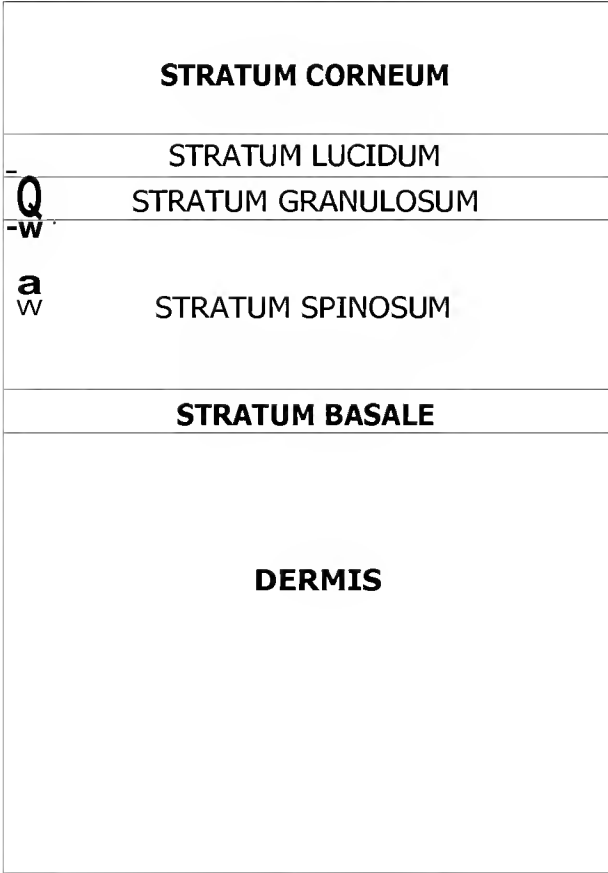 STRATUM CORNEUM
STRATUM LUCIDUM
Q
STRATUM GRANULOSUM
-w
a
w
STRATUM SPINOSUM
STRATUM BASALE
DERMIS